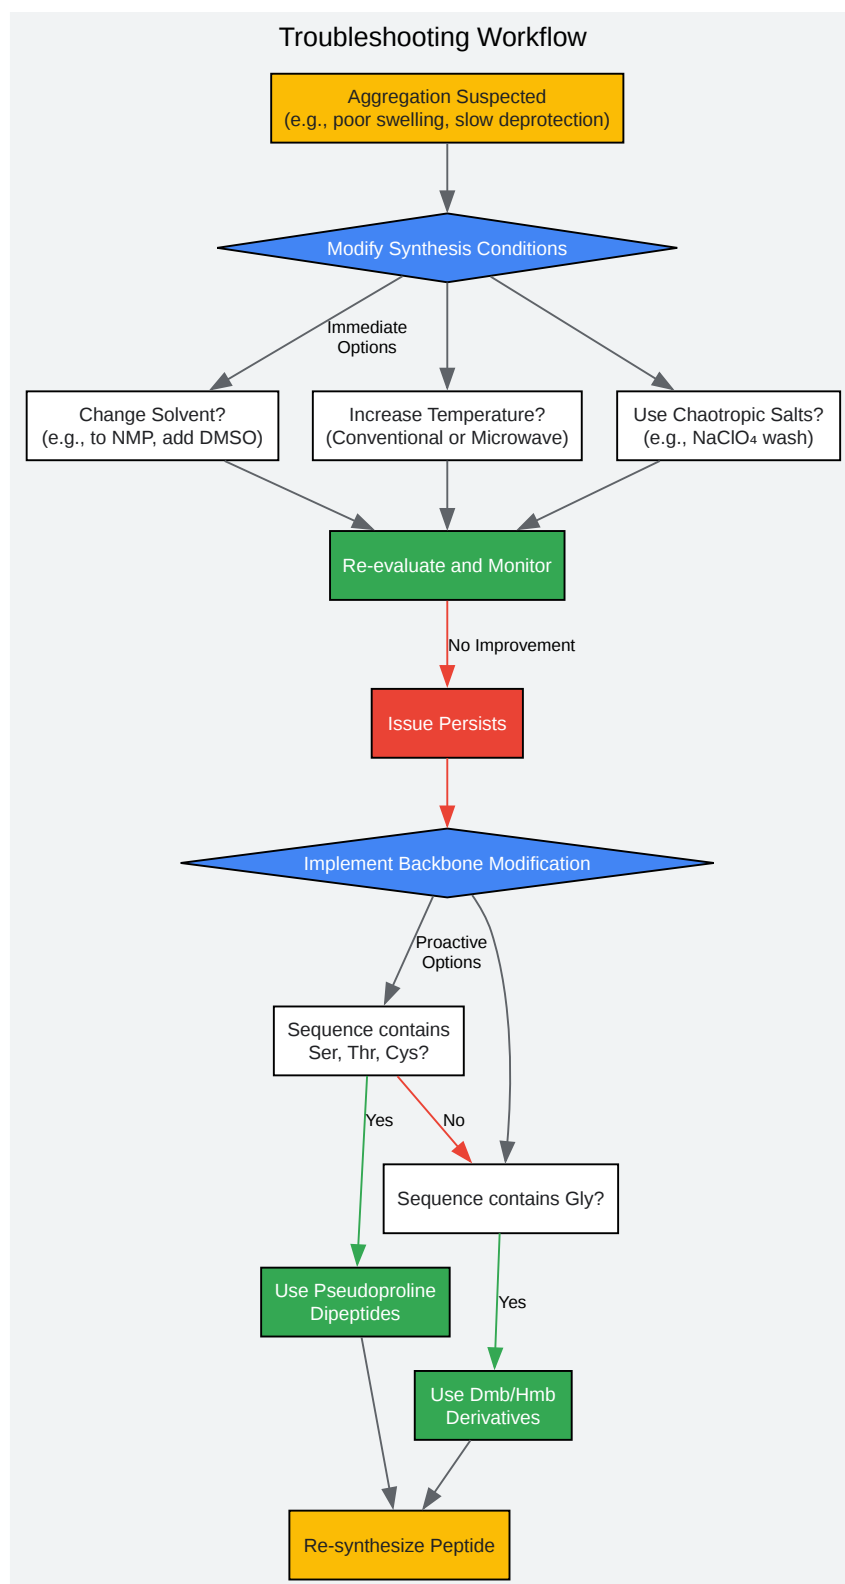 Troubleshooting Workflow
Aggregation Suspected
(e.g., poor swelling, slow deprotection)
Modify Synthesis Conditions
Immediate
Options
Change Solvent?
(e.g., to NMP, add DMSO)
Increase Temperature?
(Conventional or Microwave)
Use Chaotropic Salts?
(e.g., NaClO₄ wash)
Re-evaluate and Monitor
No Improvement
Issue Persists
Implement Backbone Modification
Proactive
Options
Sequence contains
Ser, Thr, Cys?
Yes
No
Sequence contains Gly?
Use Pseudoproline
Dipeptides
Yes
Use Dmb/Hmb
Derivatives
Re-synthesize Peptide